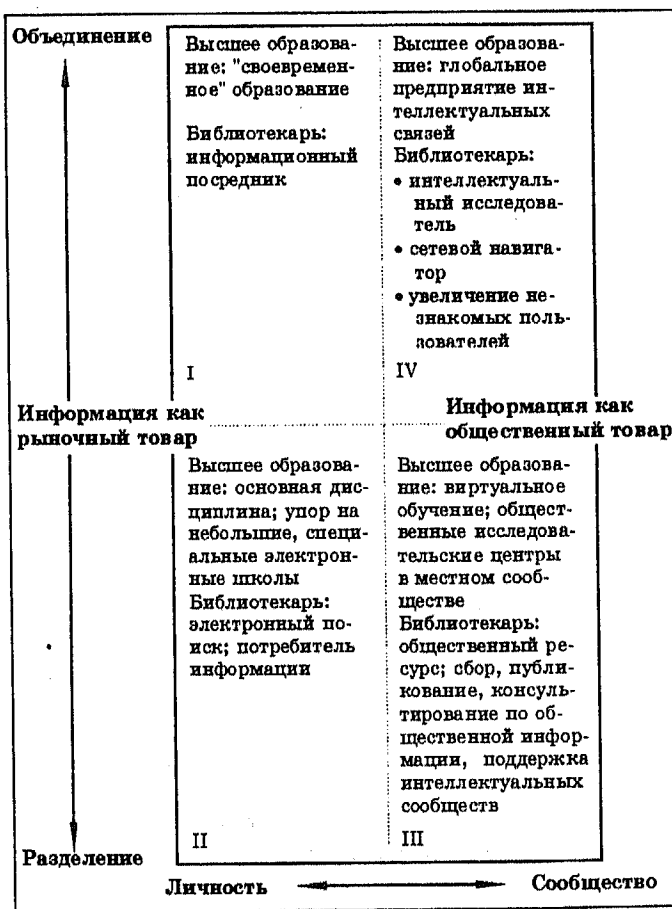 Объединение
Высшее образова-
ние: "своевремен-
ное" образование
Библиотекарь:
информационный
посредник
I
Высшее образова-
ние: глобальное
предприятие ин-
теллектуальных
связей
Библиотекарь:
• интеллектуаль-
ный исследова-
тель
• сетевой навига-
тор
• увеличение не-
знакомых поль-
зователей
IV
Информация как
рыночный товар
Информация как
общественный товар
Высшее образова-
ние: основная дис-
циплина; упор на
небольшие, специ-
альные электрон-
ные школы
Библиотекарь:
электронный по-
иск; потребитель
информации
II
Высшее образова-
ние: виртуальное
обучение; общест-
венные исследова-
тельские центры
в местном сооб-
ществе
Библиотекарь:
общественный ре-
сурс; сбор, публи-
кование, консуль-
тирование по об-
щественной инфор-
мации, поддержка
интеллектуальных
сообществ
III
Разделение
Личность
Сообщество